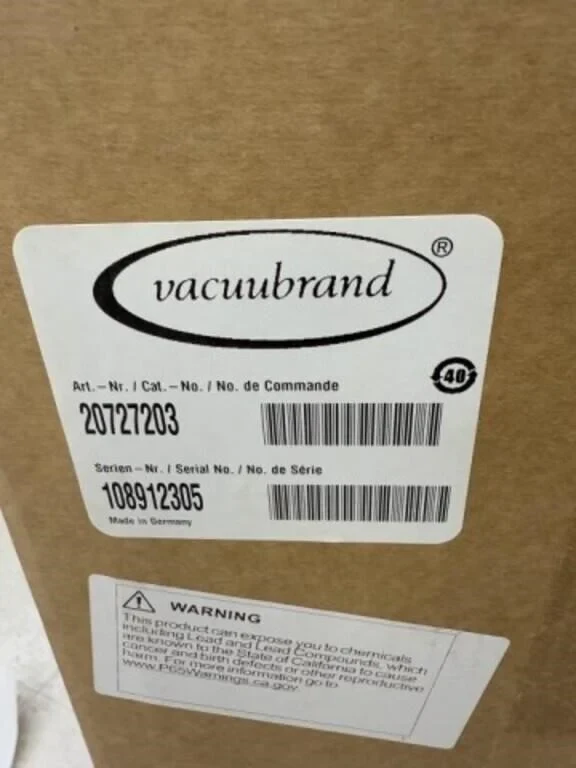 vacuubrand ®
Art.-Nr. / Cat.-No. / No. de Commande
40
20727203
Serien-Nr. / Serial No. / No. de Série
108912305
Made in Germany
WARNING
This product can expose you to chemicals
including Lead and Lead Compounds, which
are known to the State of California to cause
cancer and birth defects or other reproductive
harm. For more information go to
www.P65Warnings.ca.gov